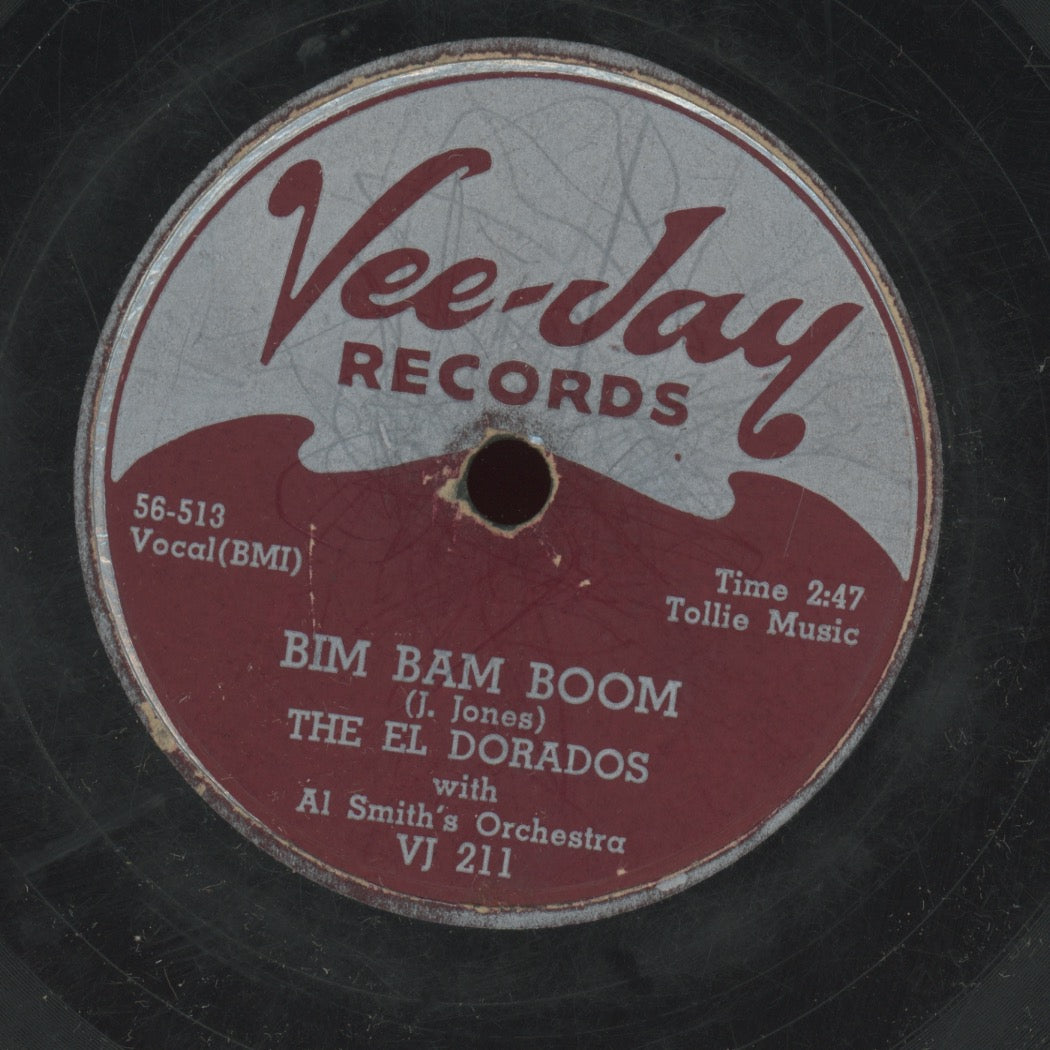 Vee-Jay
RECORDS
56-513
Vocal(BMI)
Time 2:47
Tollie Music
BIM BAM BOOM
(J. Jones)
THE EL DORADOS
with
Al Smith's Orchestra
VJ 211